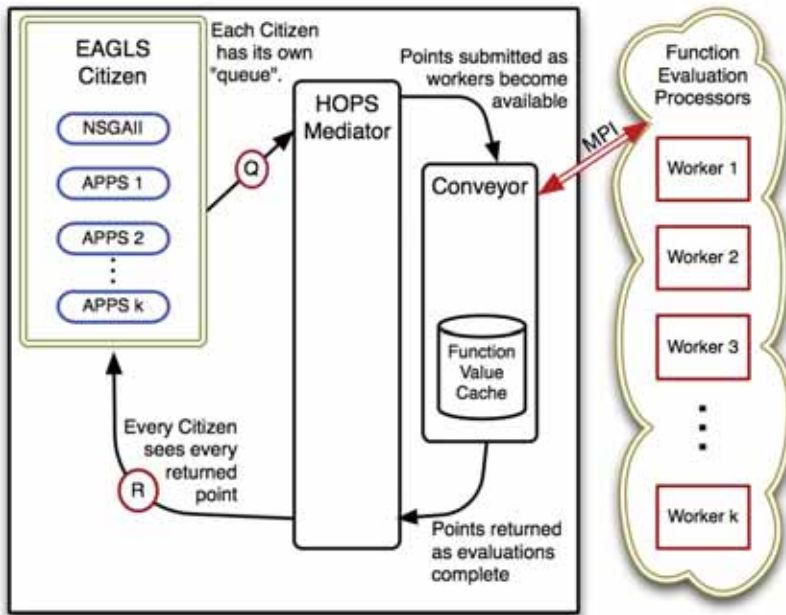 EAGLS
Citizen
NSGAII
APPS 1
APPS 2
APPS k
Each Citizen
has its own
"queue".
Q
HOPS
Mediator
Points submitted as
workers become
available
Conveyor
Function
Value
Cache
MPI
Function
Evaluation
Processors
Worker 1
Worker 2
Worker 3
Worker k
Every Citizen
sees every
returned
point
R
Points returned
as evaluations
complete